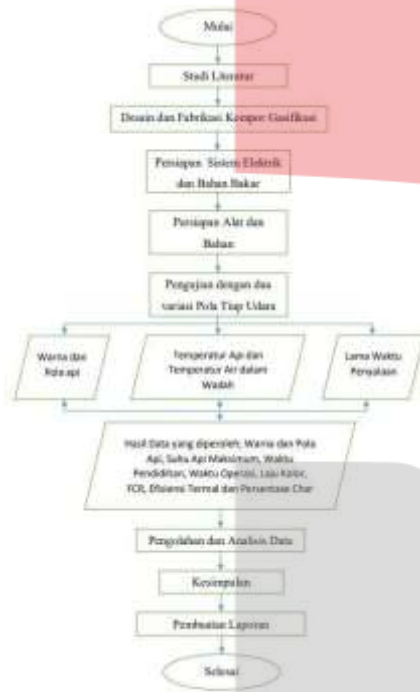 Mulai
Studi Literatur
Desain dan Fabrikasi Kompor Gasifikasi
Persiapan Sistem Elektrik
dan Bahan Bakar
Persiapan Alat dan
Bahan
Pengujian dengan dua
variasi Pola Tiup Udara
Warna dan
Pola api
Temperatur Api dan
Temperatur Air dalam
Wadah
Lama Waktu
Penyalaan
Hasil Data yang diperoleh, Warna dan Pola
Api, Suhu Api Maksimum, Waktu
Pendidihan, Waktu Operasi, Laju Kalor,
FCR, Efisiensi Termal dan Persentase Char
Pengolahan dan Analisis Data
Kesimpulan
Pembuatan Laporan
Selesai